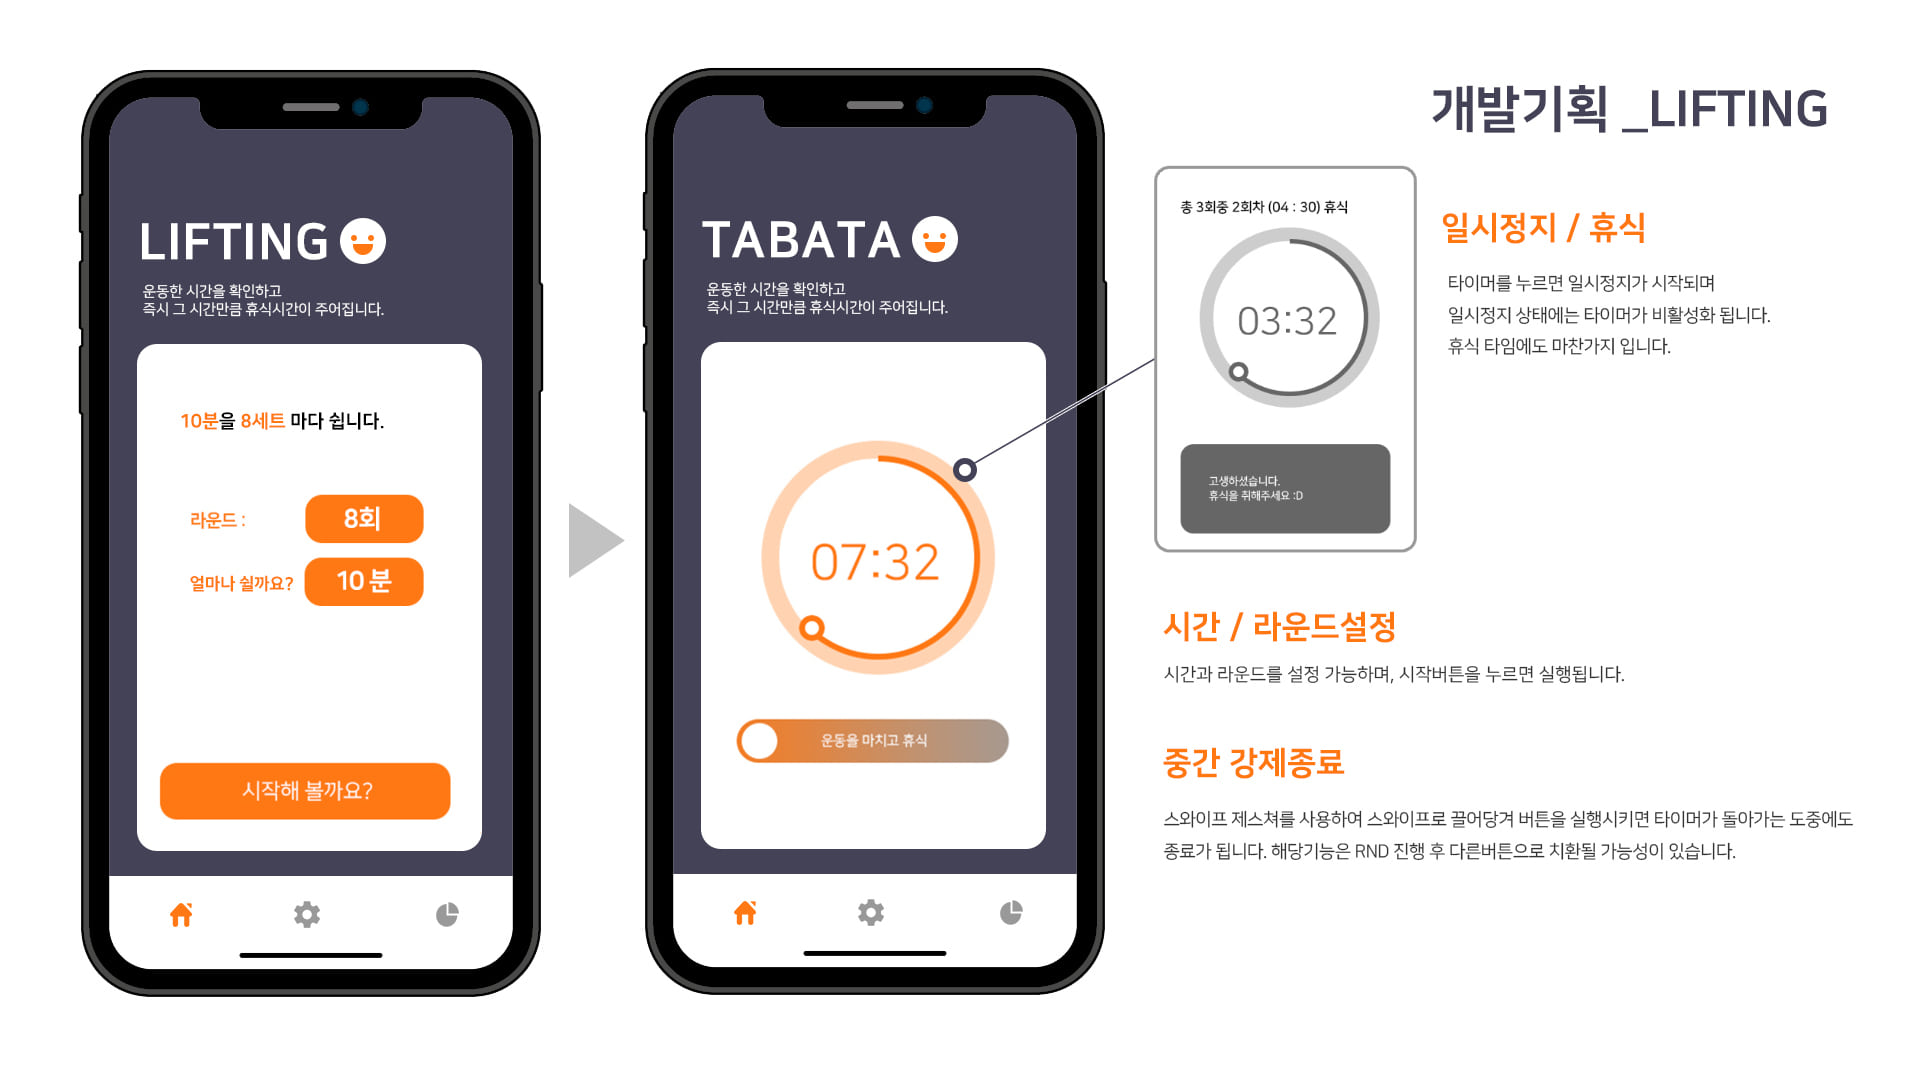 개발기획 _LIFTING
LIFTING
운동한 시간을 확인하고
즉시 그 시간만큼 휴식시간이 주어집니다.
10분을 8세트 마다 쉽니다.
라운드 : 8회
얼마나 쉴까요? 10 분
시작해 볼까요?
TABATA
운동한 시간을 확인하고
즉시 그 시간만큼 휴식시간이 주어집니다.
07:32
운동을 마치고 휴식
총 3회중 2회차 (04 : 30) 휴식
03:32
고생하셨습니다.
휴식을 취해주세요 :D
일시정지 / 휴식
타이머를 누르면 일시정지가 시작되며
일시정지 상태에는 타이머가 비활성화 됩니다.
휴식 타임에도 마찬가지 입니다.
시간 / 라운드설정
시간과 라운드를 설정 가능하며, 시작버튼을 누르면 실행됩니다.
중간 강제종료
스와이프 제스쳐를 사용하여 스와이프로 끌어당겨 버튼을 실행시키면 타이머가 돌아가는 도중에도
종료가 됩니다. 해당기능은 RND 진행 후 다른버튼으로 치환될 가능성이 있습니다.